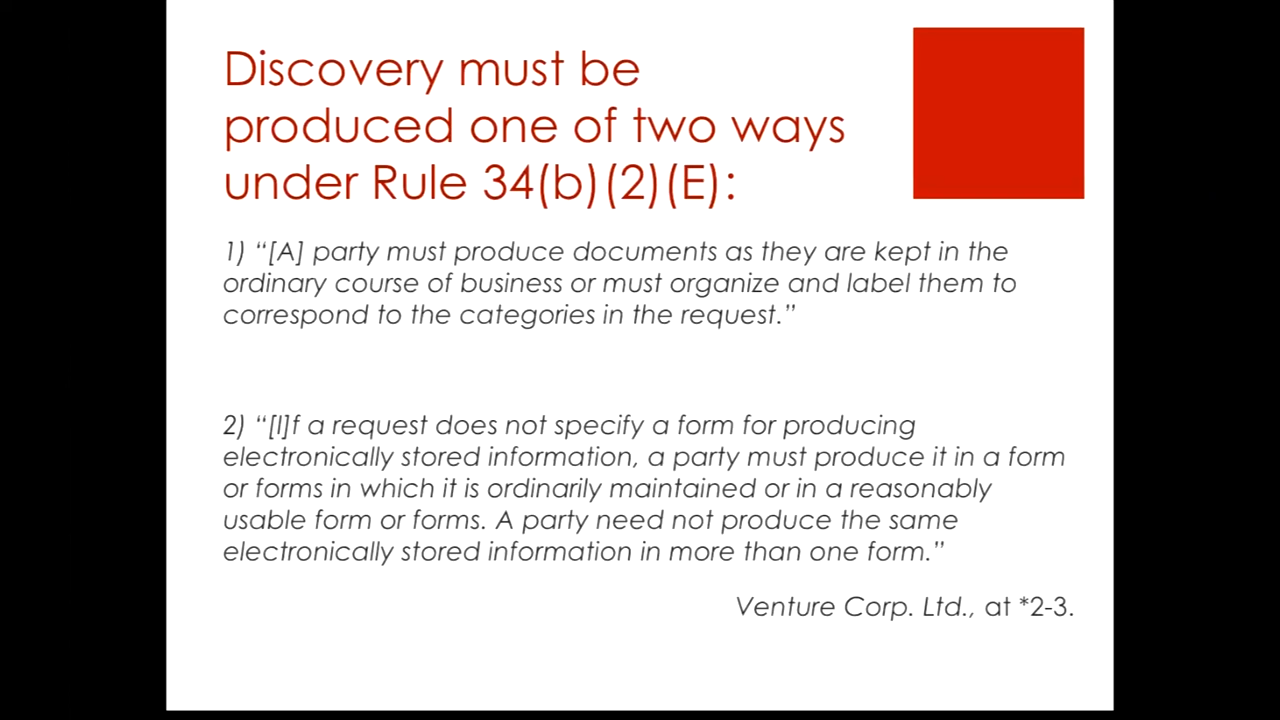 Discovery must be
produced one of two ways
under Rule 34(b)(2)(E):
1) “[A] party must produce documents as they are kept in the
ordinary course of business or must organize and label them to
correspond to the categories in the request.”
2) “[I]f a request does not specify a form for producing
electronically stored information, a party must produce it in a form
or forms in which it is ordinarily maintained or in a reasonably
usable form or forms. A party need not produce the same
electronically stored information in more than one form.”
Venture Corp. Ltd., at *2-3.